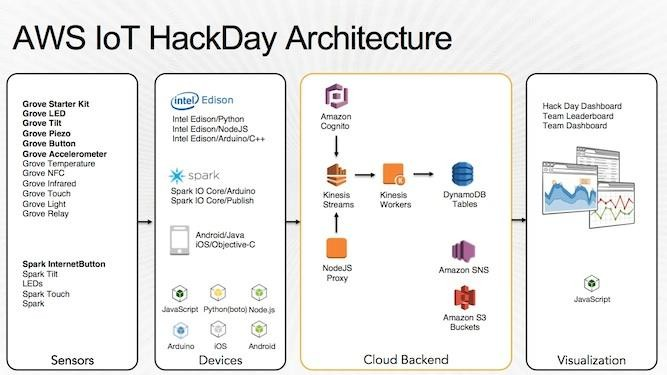 AWS IoT HackDay Architecture
Grove Starter Kit
Grove LED
Grove Tilt
Grove Piezo
Grove Button
Grove Accelerometer
Grove Temperature
Grove NFC
Grove Infrared
Grove Touch
Grove Light
Grove Relay
Spark InternetButton
Spark Tilt
LEDs
Spark Touch
Spark
Sensors
intel Edison
Intel Edison/Python
Intel Edison/NodeJS
Intel Edison/Arduino/C++
spark
Spark IO Core/Arduino
Spark IO Core/Publish
Android/Java
iOS/Objective-C
JavaScript
Python(boto)
Node.js
Arduino
iOS
Android
Devices
Amazon
Cognito
Kinesis
Streams
Kinesis
Workers
DynamoDB
Tables
NodeJS
Proxy
Amazon SNS
Amazon S3
Buckets
Cloud Backend
Hack Day Dashboard
Team Leaderboard
Team Dashboard
JavaScript
Visualization